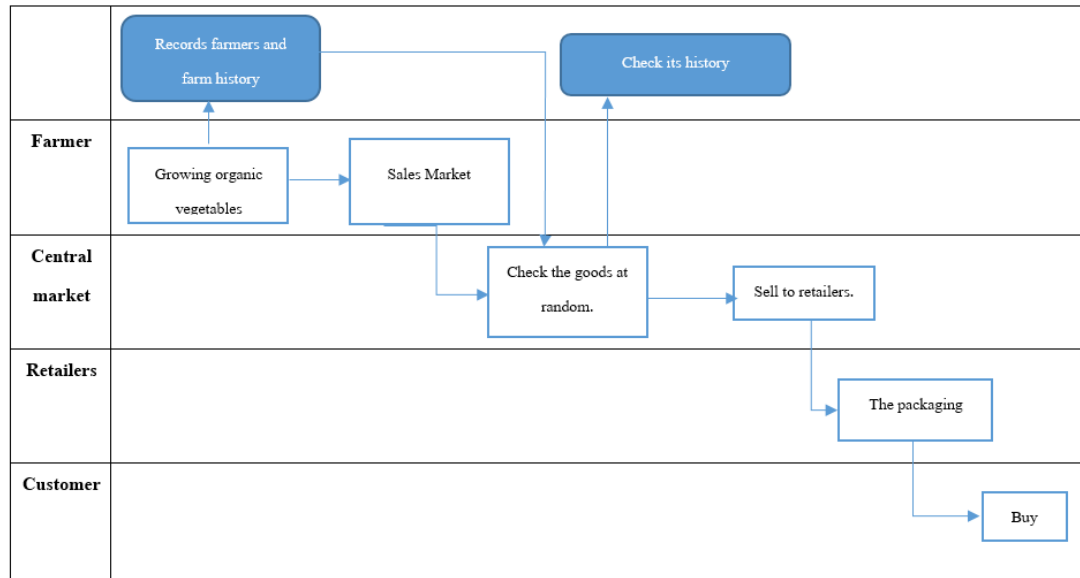 Records farmers and
farm history
Check its history
Farmer
Growing organic
vegetables
Sales Market
Central
market
Check the goods at
random.
Sell to retailers.
Retailers
The packaging
Customer
Buy